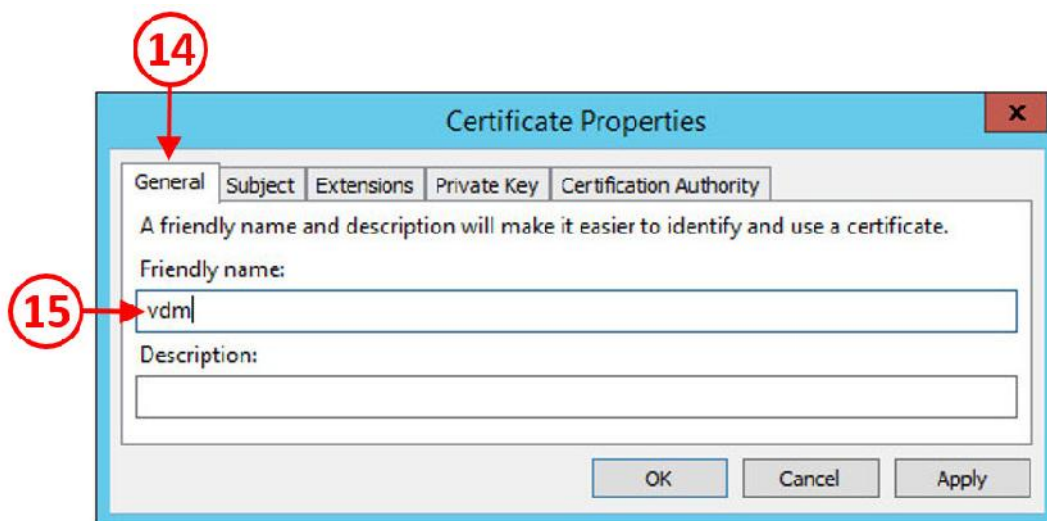 14
Certificate Properties
x
General Subject Extensions Private Key Certification Authority
A friendly name and description will make it easier to identify and use a certificate.
Friendly name:
15
vdm
Description:
OK Cancel Apply